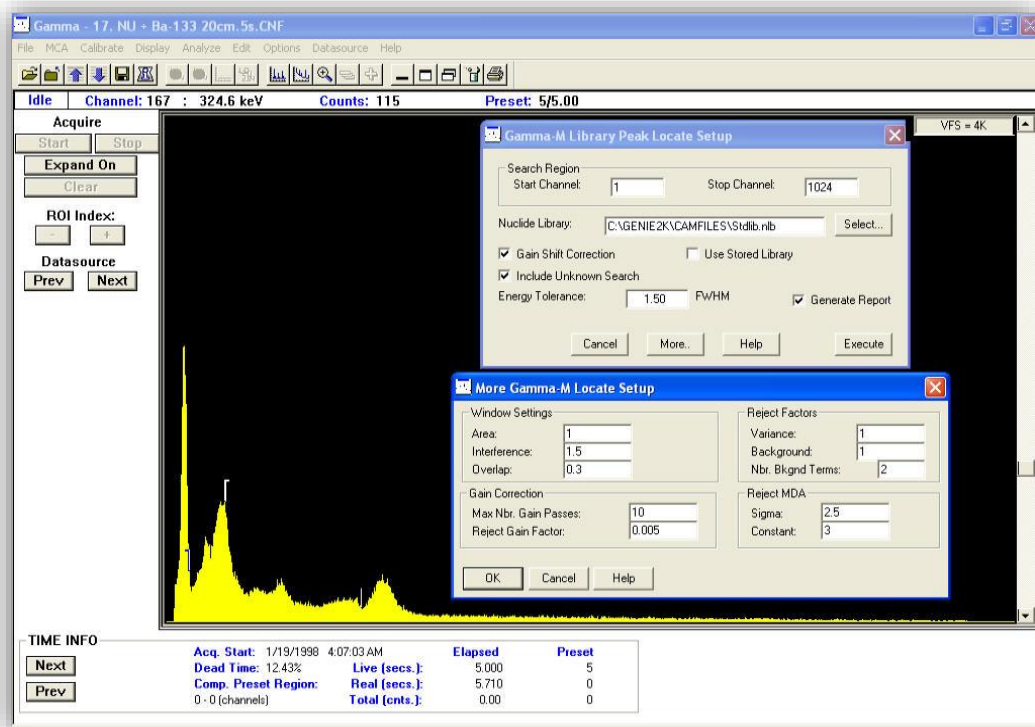 Gamma - 17, NU + Ba-133 20cm.5s.CNF
File MCA Calibrate Display Analyze Edit Options Datasource Help
Idle Channel: 167 : 324.6 keV Counts: 115 Preset: 5/5.00
Acquire
Start Stop
Expand On
Clear
ROI Index:
- +
Datasource
Prev Next
VFS = 4K
Gamma-M Library Peak Locate Setup
Search Region
Start Channel: 1 Stop Channel: 1024
Nuclide Library: C:\GENIE2K\CAMFILES\Stdlib.nlb Select...
Gain Shift Correction Use Stored Library
Include Unknown Search
Energy Tolerance: 1.50 FWHM Generate Report
Cancel More.. Help Execute
More Gamma-M Locate Setup
Window Settings
Area: 1
Interference: 1.5
Overlap: 0.3
Reject Factors
Variance: 1
Background: 1
Nbr. Bkgnd Terms: 2
Gain Correction
Max Nbr. Gain Passes: 10
Reject Gain Factor: 0.005
Reject MDA
Sigma: 2.5
Constant: 3
OK Cancel Help
TIME INFO
Next
Prev
Acq. Start: 1/19/1998 4:07:03 AM Elapsed Preset
Dead Time: 12.43% Live (secs.): 5.000 5
Comp. Preset Region: Real (secs.): 5.710 0
0 - 0 (channels) Total (cnts.): 0.00 0